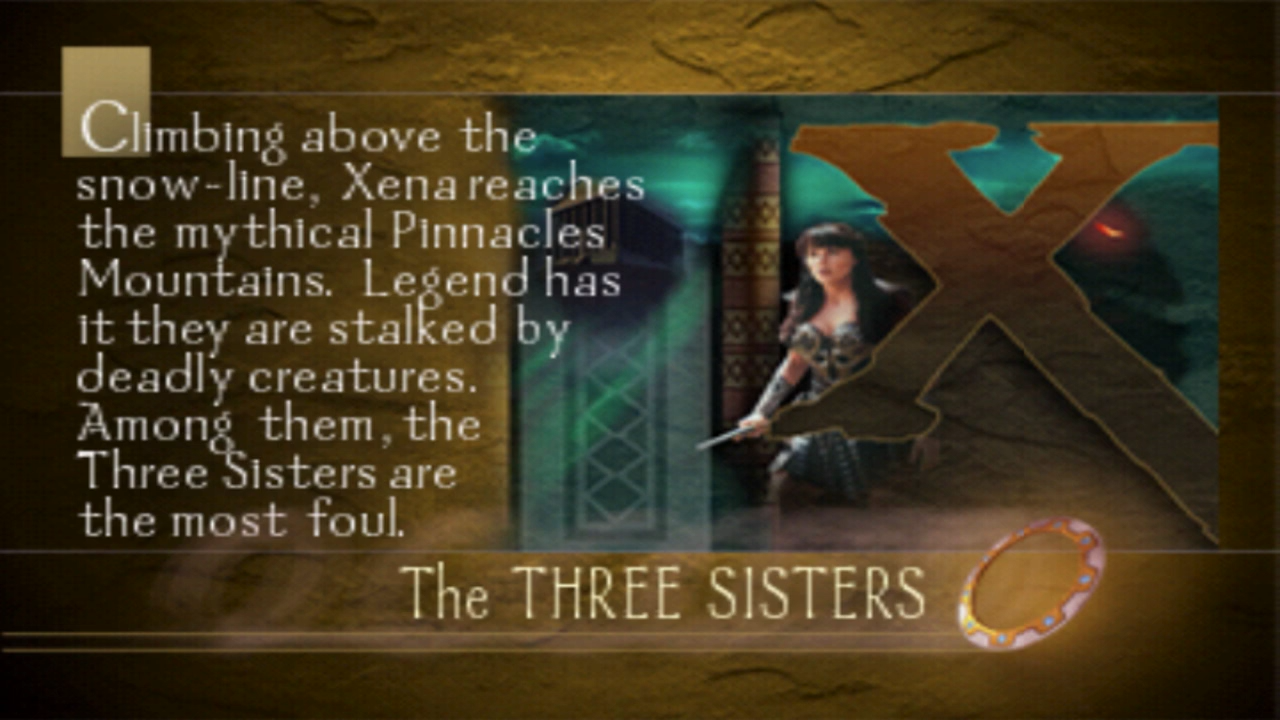 Climbing above the
snow-line, Xena reaches
the mythical Pinnacles
Mountains. Legend has
it they are stalked by
deadly creatures.
Among them, the
Three Sisters are
the most foul.
X
The THREE SISTERS